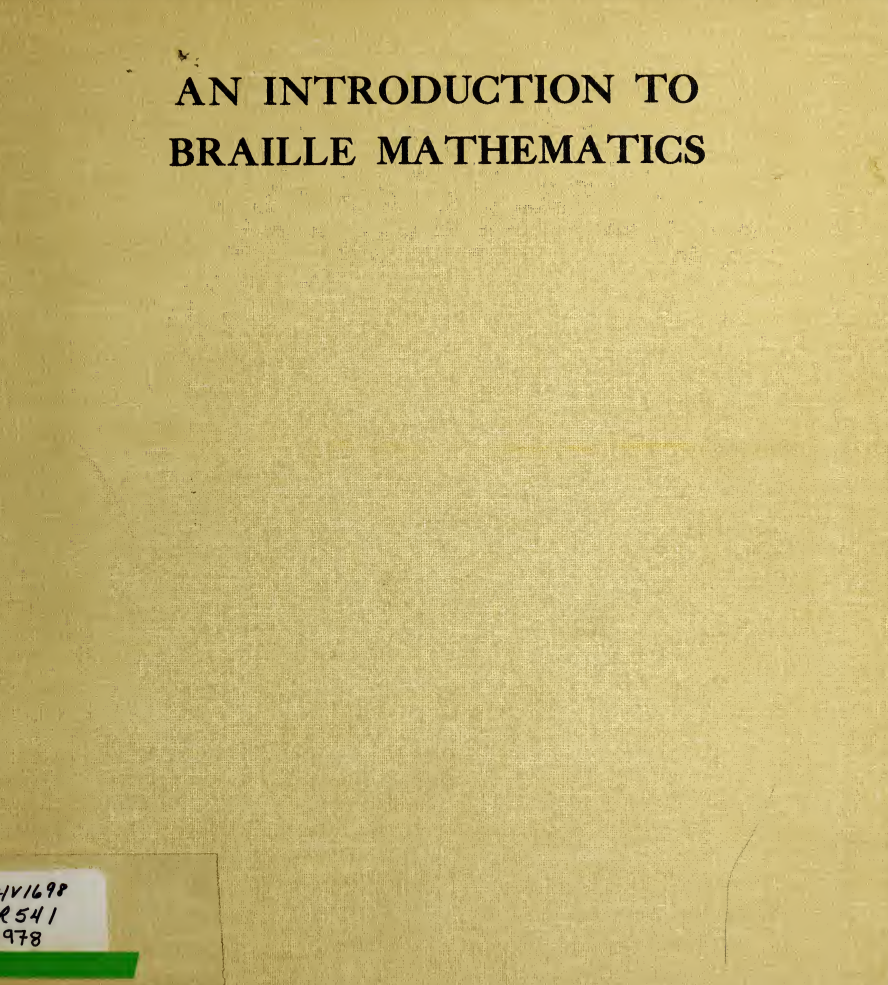 AN INTRODUCTION TO
BRAILLE MATHEMATICS
HV1698
R541
978